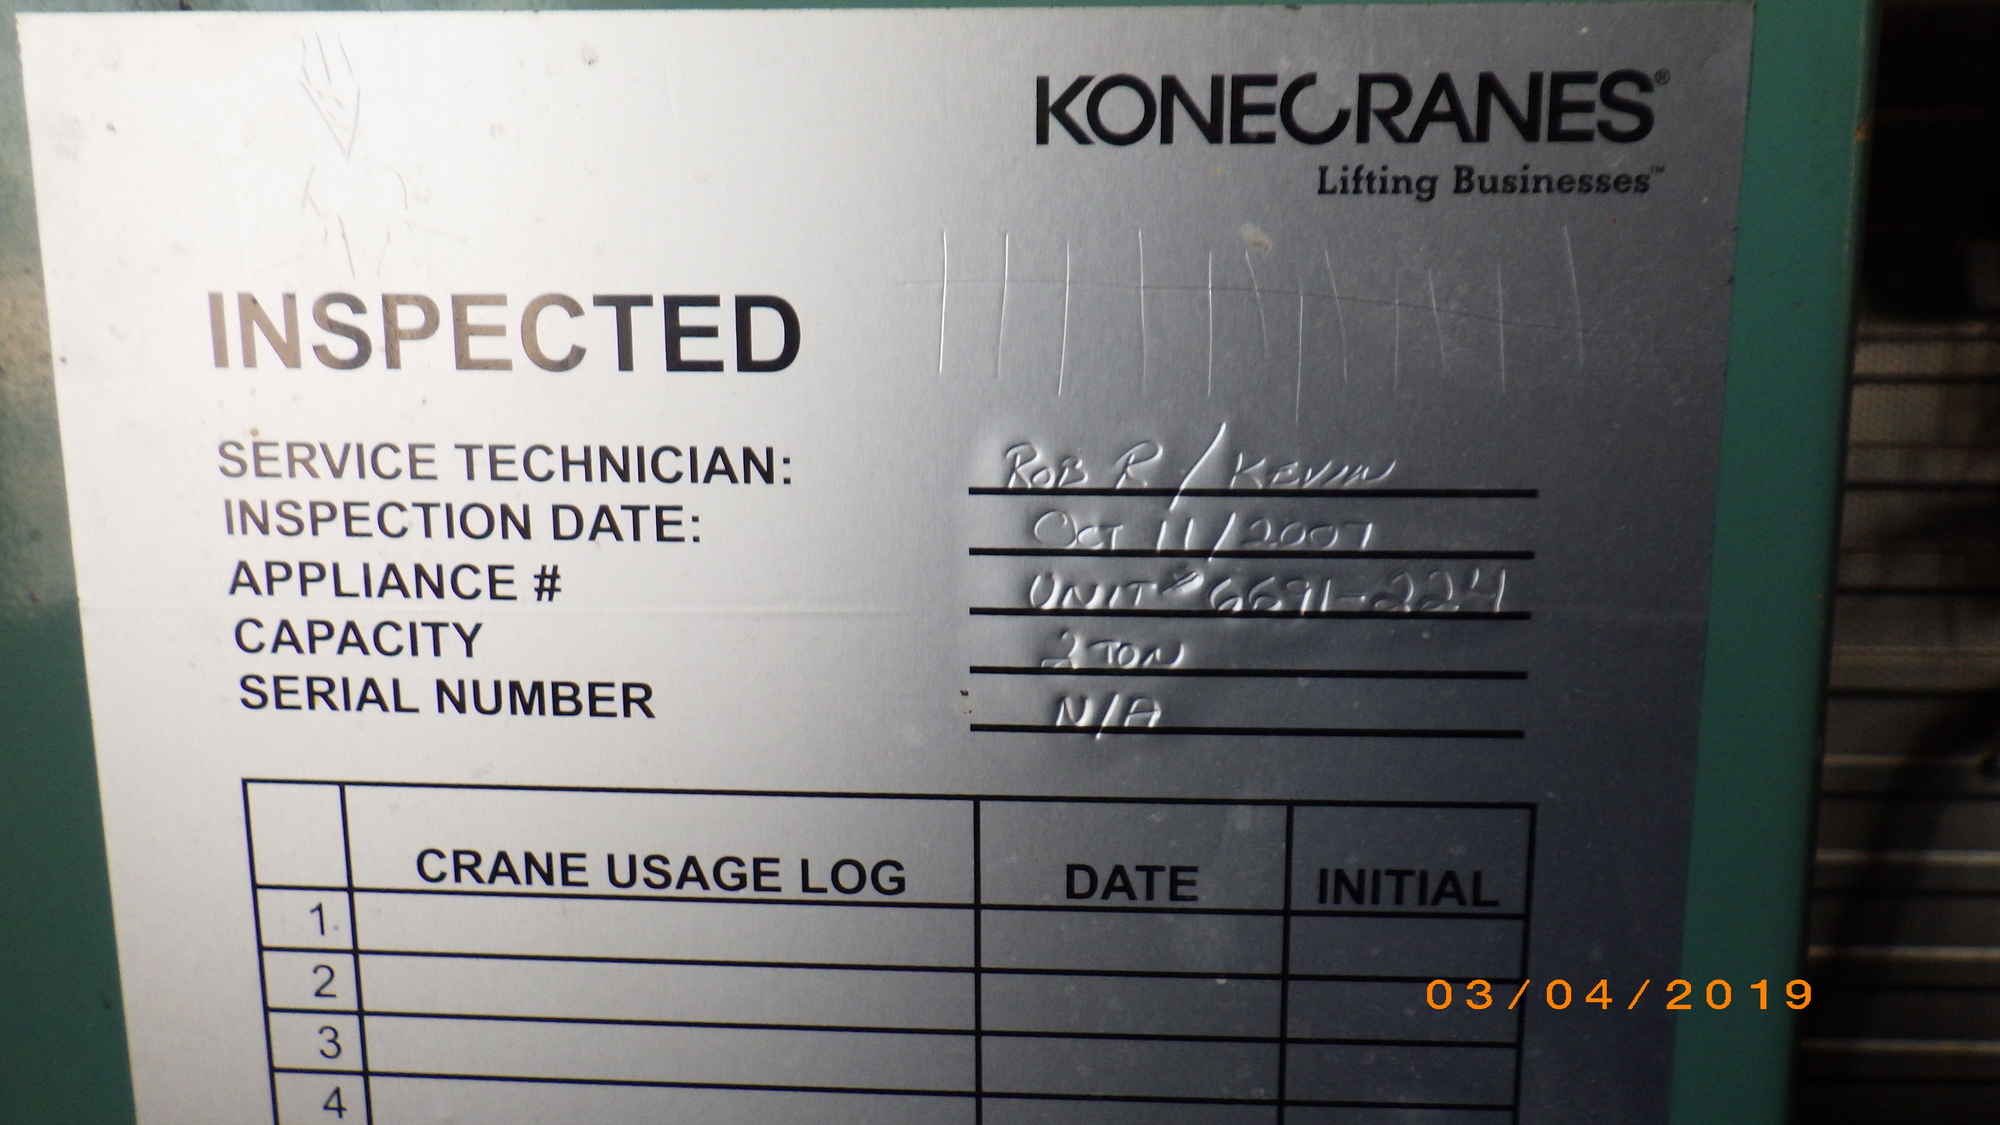 KONECRANES®
Lifting Businesses™
INSPECTED
SERVICE TECHNICIAN: ROB R / KEVIN
INSPECTION DATE: OCT 11/2007
APPLIANCE # UNIT # 6691-224
CAPACITY 2 TON
SERIAL NUMBER N/A
CRANE USAGE LOG DATE INITIAL
1
2
3
4
03/04/2019